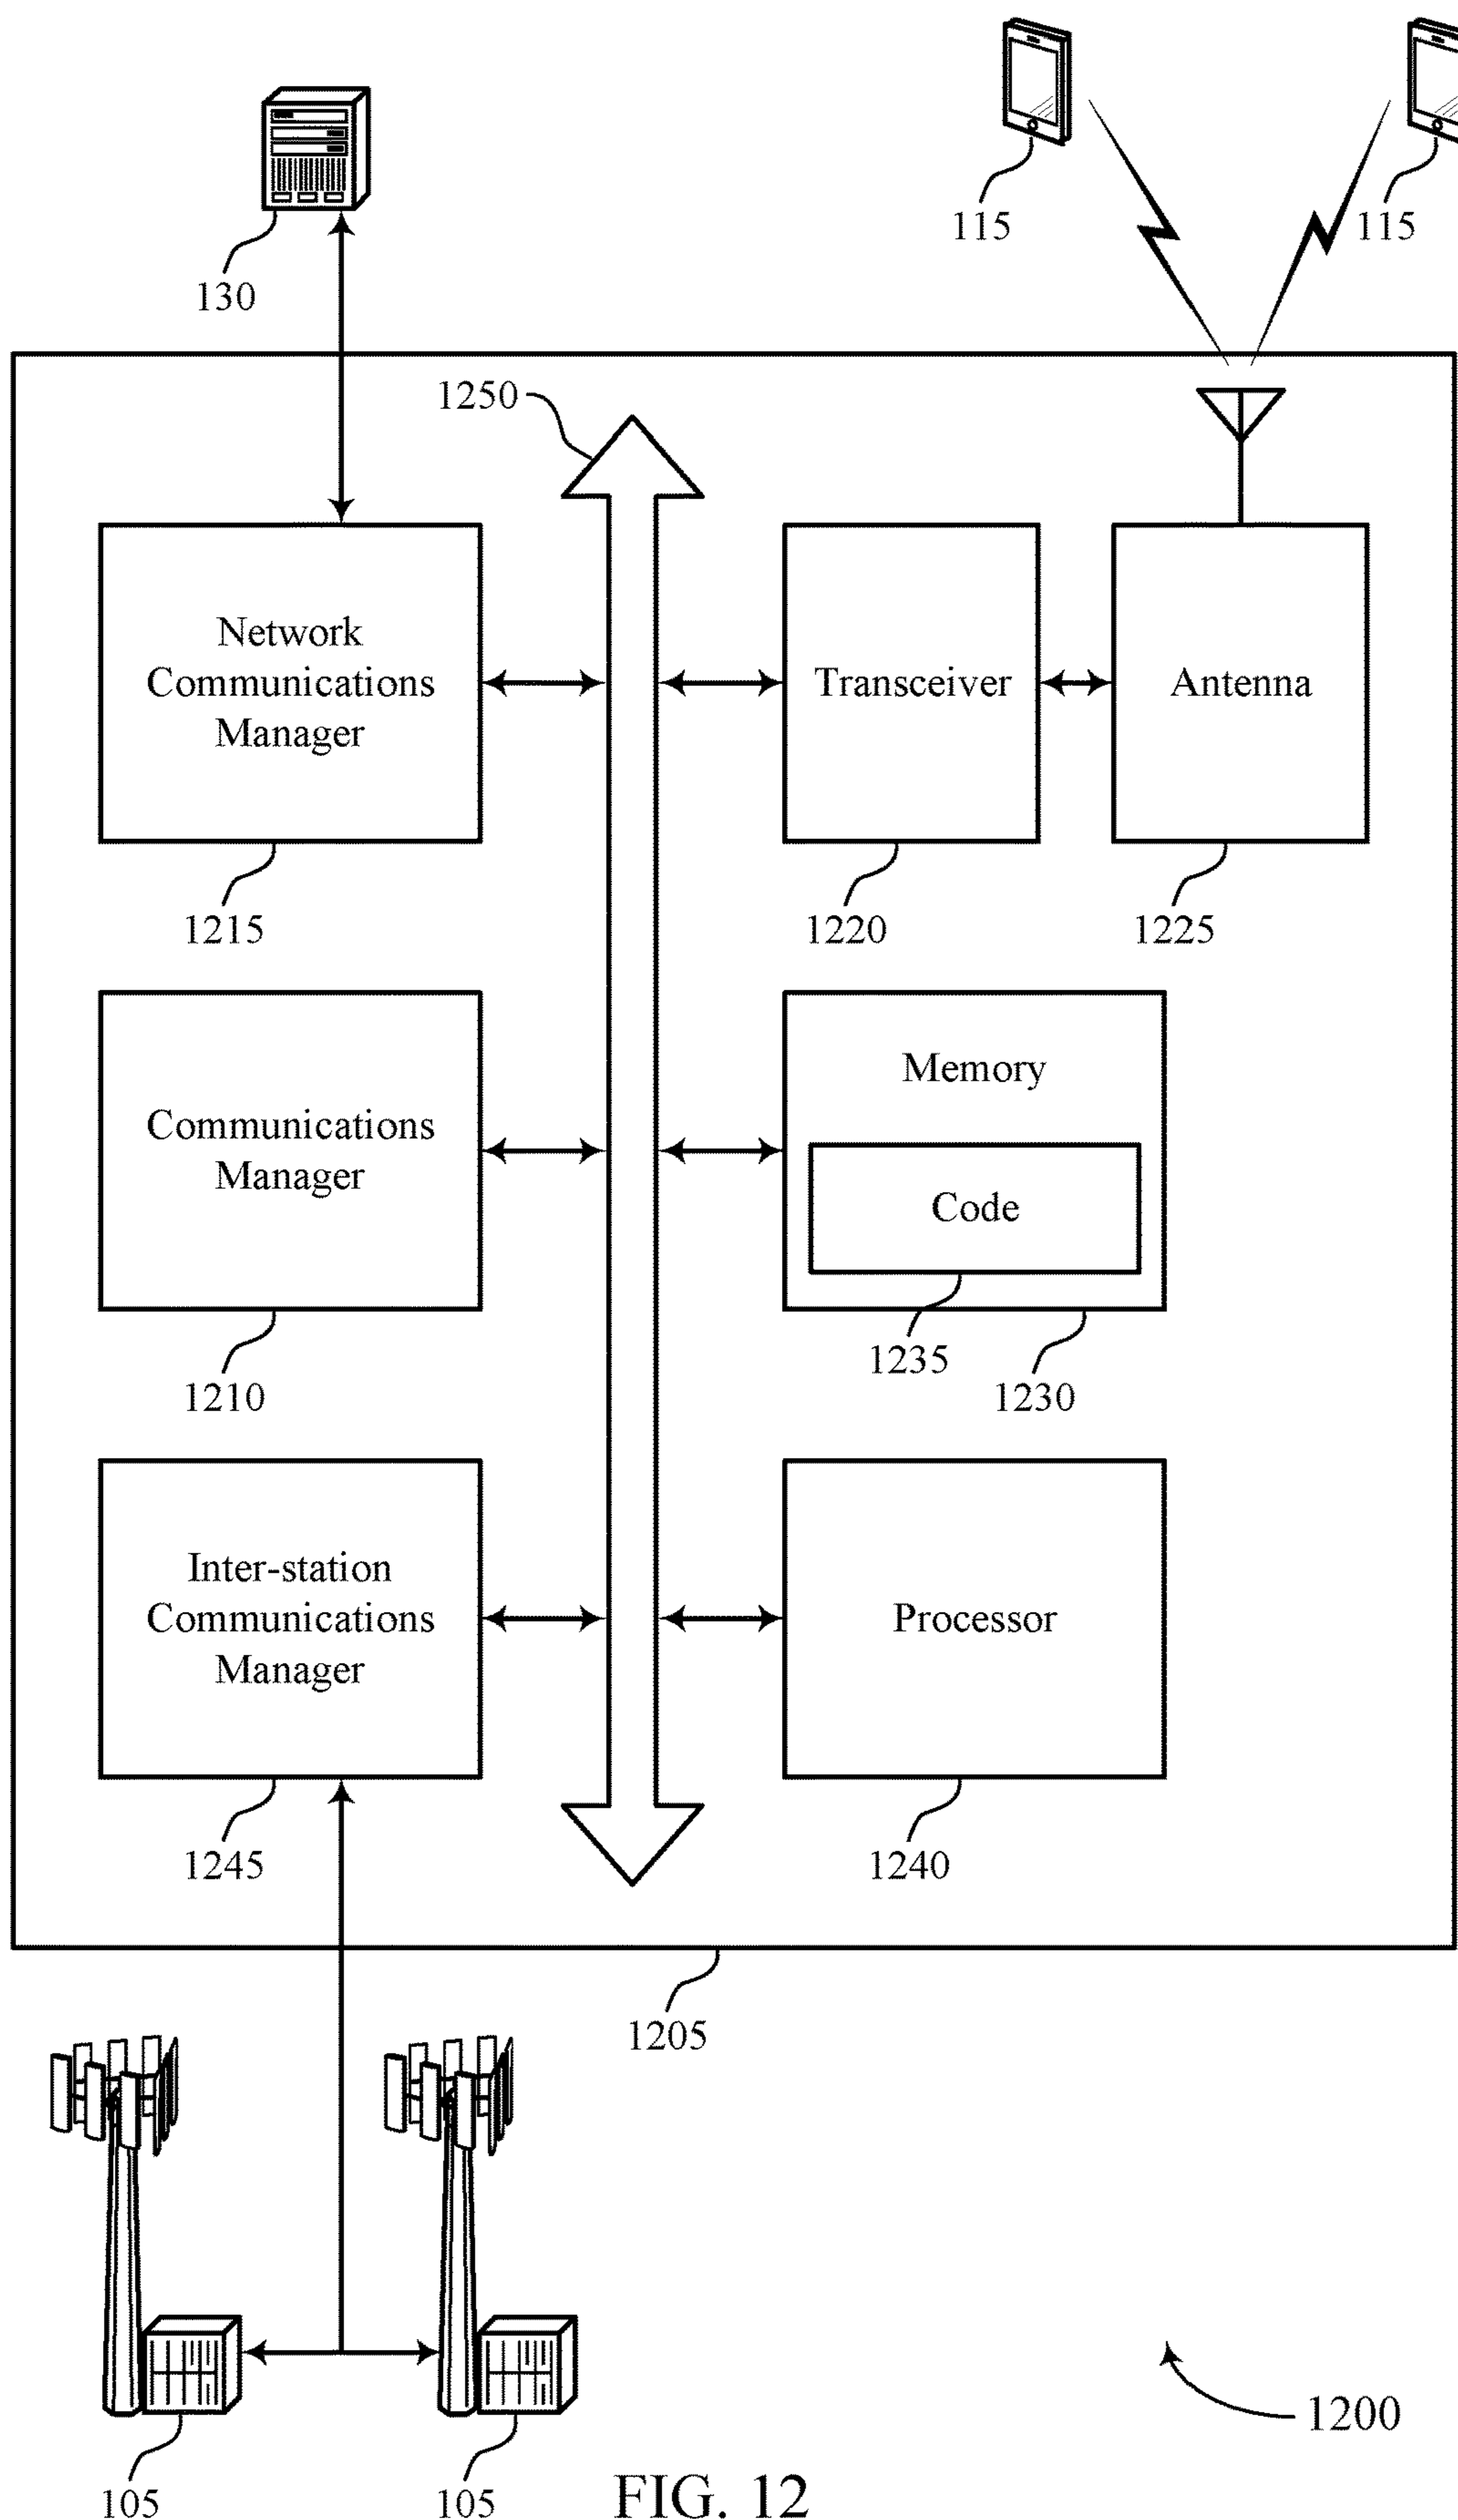 115
115
130
1250
Network
Communications
Manager
Transceiver
Antenna
1215
1220
1225
Communications
Manager
Memory
Code
1235
1210
1230
Inter-station
Communications
Manager
Processor
1245
1240
1205
1200
105
105
FIG. 12